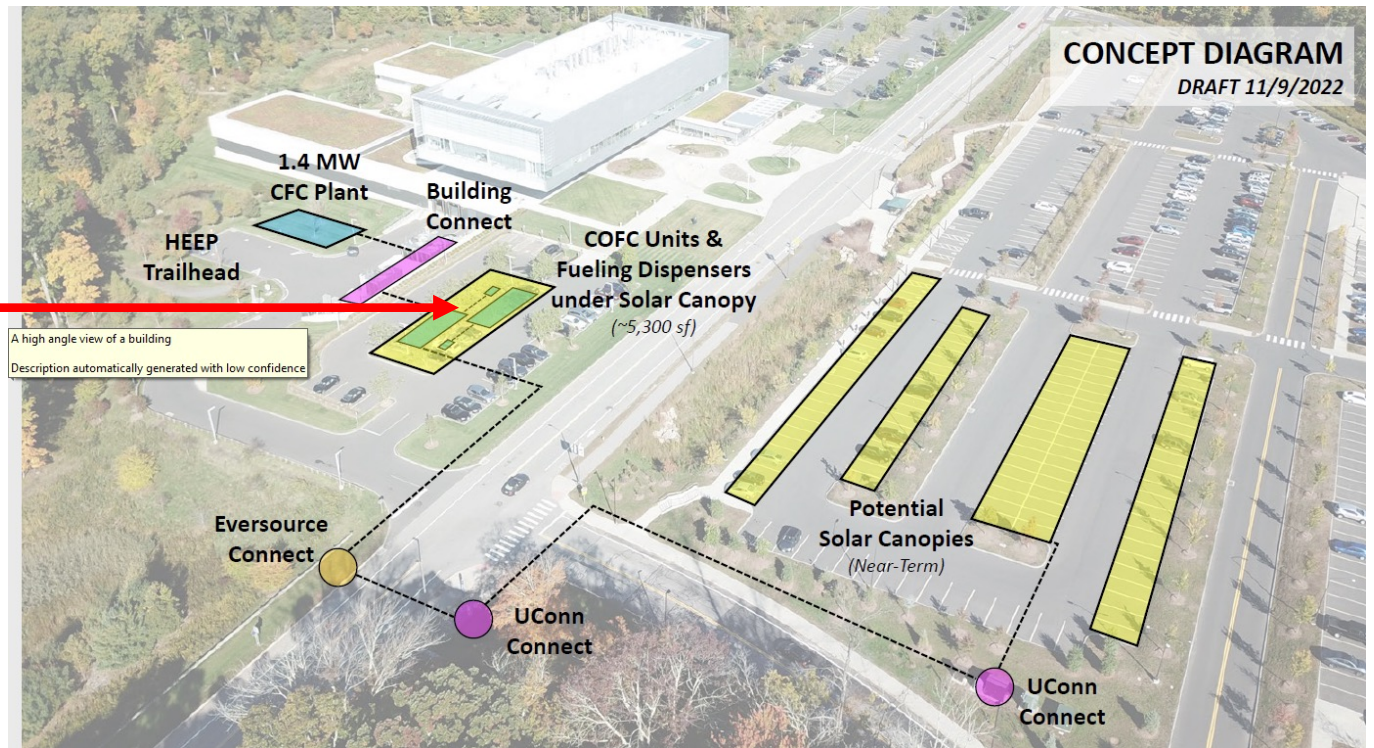 CONCEPT DIAGRAM
DRAFT 11/9/2022
1.4 MW
CFC Plant
Building
Connect
HEEP
Trailhead
COFC Units &
Fueling Dispensers
under Solar Canopy
(~5,300 sf)
A high angle view of a building
Description automatically generated with low confidence
Eversource
Connect
UConn
Connect
Potential
Solar Canopies
(Near-Term)
UConn
Connect